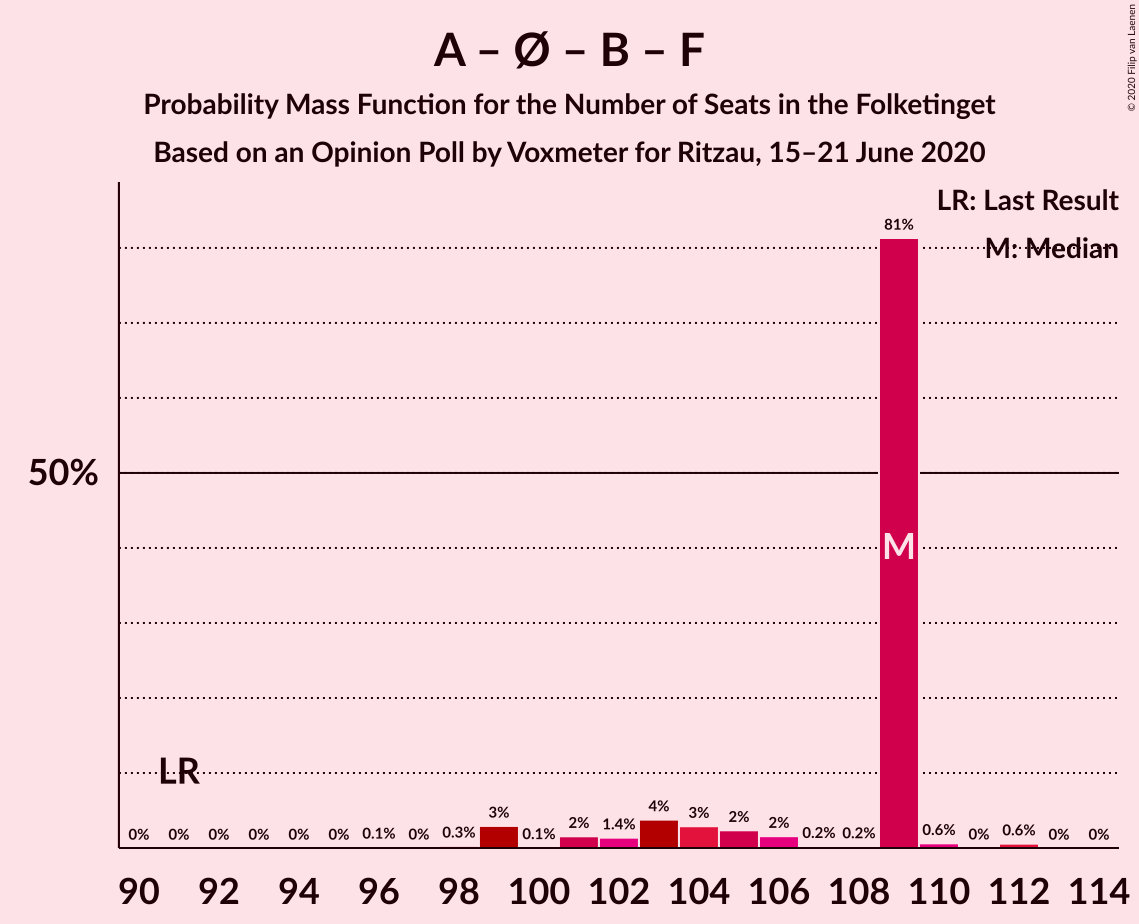 A – Ø – B – F
Probability Mass Function for the Number of Seats in the Folketinget
Based on an Opinion Poll by Voxmeter for Ritzau, 15–21 June 2020
© 2020 Filip van Laenen
LR: Last Result
M: Median
50%
LR
M
0% 0% 0% 0% 0% 0% 0.1% 0% 0.3% 3% 0.1% 2% 1.4% 4% 3% 2% 2% 0.2% 0.2% 81% 0.6% 0% 0.6% 0% 0%
90 92 94 96 98 100 102 104 106 108 110 112 114